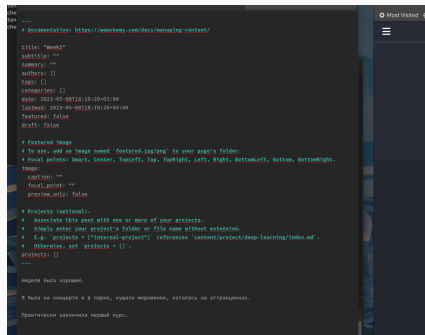 ---
# Documentation: https://wowchemy.com/docs/managing-content/
title: "Week5"
subtitle: ""
summary: ""
authors: []
tags: []
categories: []
date: 2023-05-08T18:19:20+03:00
lastmod: 2023-05-08T18:19:20+03:00
featured: false
draft: false
# Featured image
# To use, add an image named `featured.jpg/png` to your page's folder.
# Focal points: Smart, Center, TopLeft, Top, TopRight, Left, Right, BottomLeft, Bottom, BottomRight.
image:
caption: ""
focal_point: ""
preview_only: false
# Projects (optional).
# Associate this post with one or more of your projects.
# Simply enter your project's folder or file name without extension.
# E.g. `projects = ["internal-project"]` references `content/project/deep-learning/index.md`.
# Otherwise, set `projects = []`.
projects: []
---
Неделя была хорошей.
Я была на концерте и в парке, кушала мороженое, каталась на аттракционах.
Практически закончила первый курс.
Most Visited